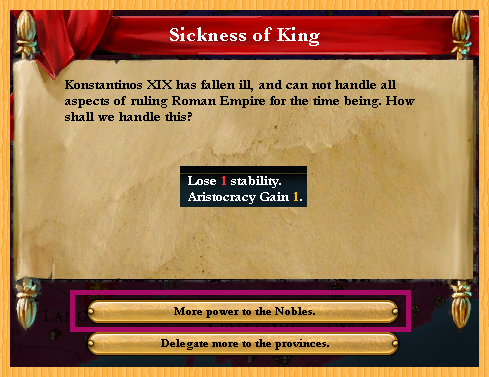 Sickness of King
Konstantinos XIX has fallen ill, and can not handle all
aspects of ruling Roman Empire for the time being. How
shall we handle this?
Lose 1 stability.
Aristocracy Gain 1.
More power to the Nobles.
Delegate more to the provinces.